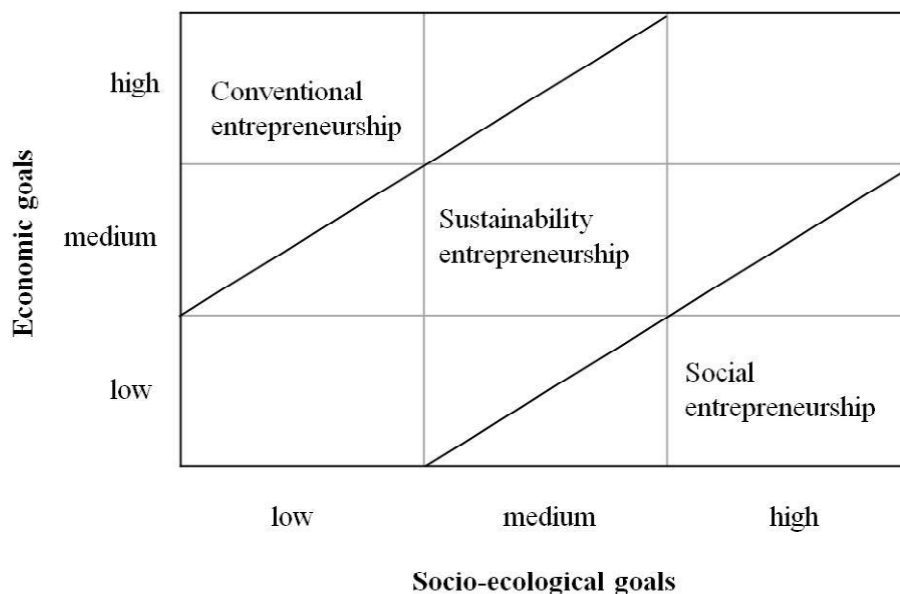 high
Conventional
entrepreneurship
Economic goals
medium
Sustainability
entrepreneurship
low
Social
entrepreneurship
low medium high
Socio-ecological goals